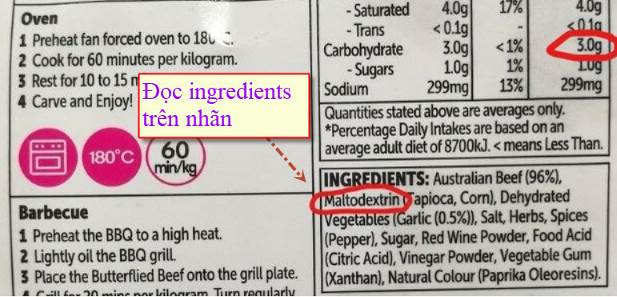 Oven
1 Preheat fan forced oven to 180°C.
2 Cook for 60 minutes per kilogram.
3 Rest for 10 to 15 m
4 Carve and Enjoy!
Đọc ingredients
trên nhãn
180°C
60
min/kg
Barbecue
1 Preheat the BBQ to a high heat.
2 Lightly oil the BBQ grill.
3 Place the Butterflied Beef onto the grill plate.
4 Grill for 20 mins per kilogram. Turn regularly
- Saturated 4.0g 17% 4.0g
- Trans <0.1g - <0.1g
Carbohydrate 3.0g <1% 3.0g
- Sugars 1.0g 1% 1.0g
Sodium 299mg 13% 299mg
Quantities stated above are averages only.
*Percentage Daily Intakes are based on an
average adult diet of 8700kJ. < means Less Than.
INGREDIENTS: Australian Beef (96%),
Maltodextrin (Tapioca, Corn), Dehydrated
Vegetables (Garlic (0.5%)), Salt, Herbs, Spices
(Pepper), Sugar, Red Wine Powder, Food Acid
(Citric Acid), Vinegar Powder, Vegetable Gum
(Xanthan), Natural Colour (Paprika Oleoresins).